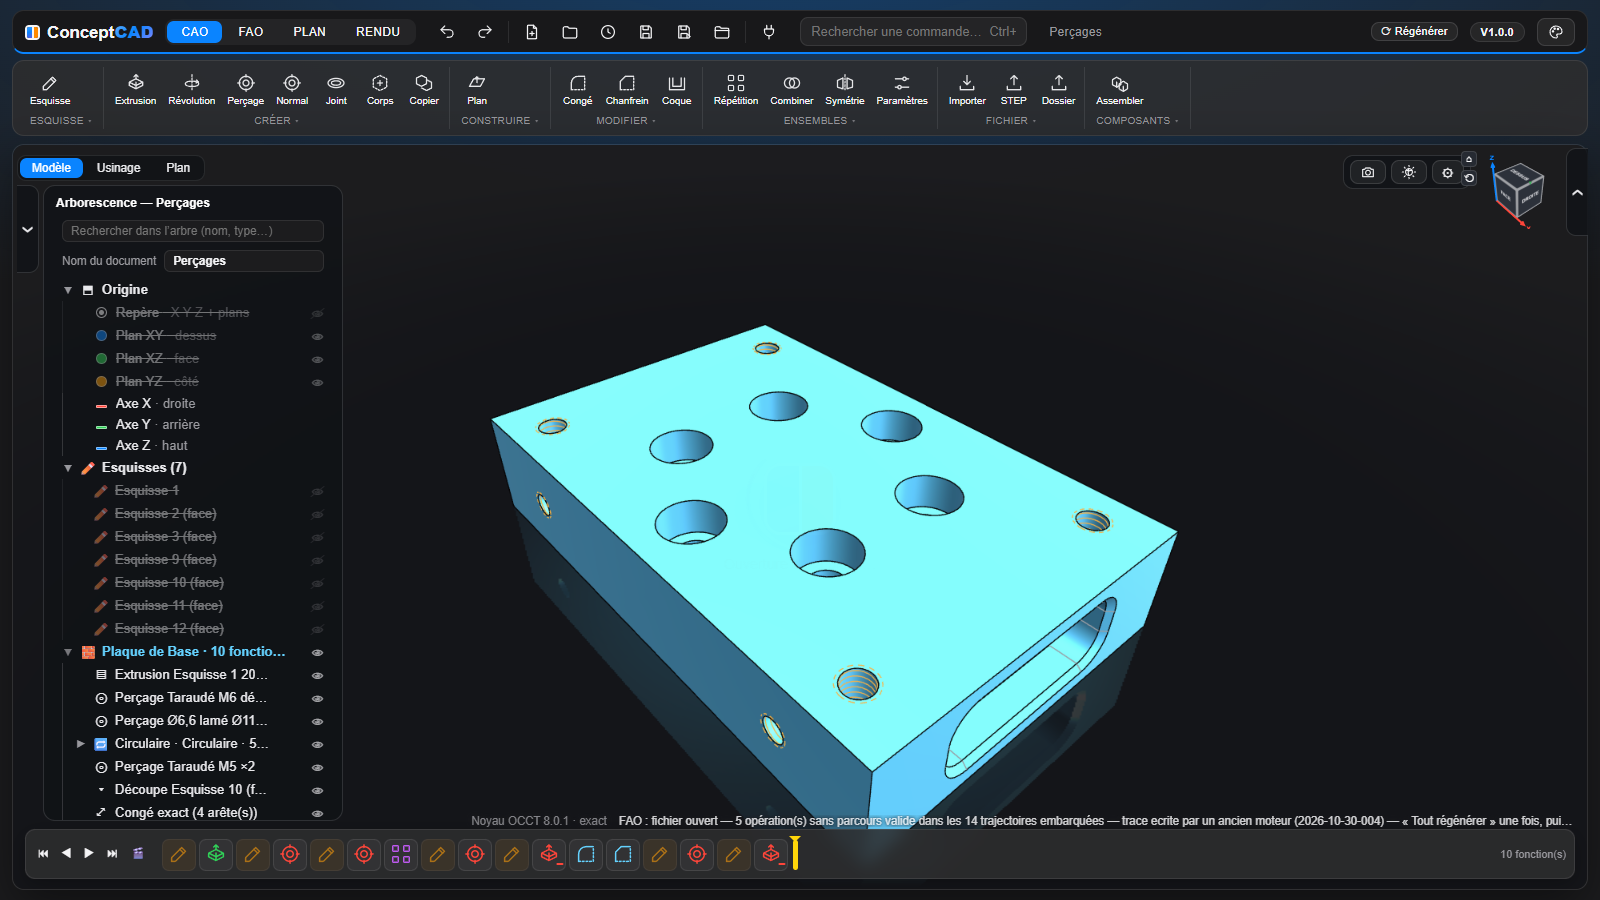 ConceptCAD
CAO FAO PLAN RENDU
Rechercher une commande… Ctrl+
Perçages
Régénérer
V1.0.0
Esquisse
Extrusion Révolution Perçage Normal Joint Corps Copier
Plan
Congé Chanfrein Coque
Répétition Combiner Symétrie Paramètres
Importer STEP Dossier
Assembler
ESQUISSE
CRÉER
CONSTRUIRE
MODIFIER
ENSEMBLES
FICHIER
COMPOSANTS
Modèle Usinage Plan
Arborescence — Perçages
Rechercher dans l'arbre (nom, type…)
Nom du document Perçages
Origine
Repère · X Y Z + plans
Plan XY · dessus
Plan XZ · face
Plan YZ · côté
Axe X · droite
Axe Y · arrière
Axe Z · haut
Esquisses (7)
Esquisse 1
Esquisse 2 (face)
Esquisse 3 (face)
Esquisse 9 (face)
Esquisse 10 (face)
Esquisse 11 (face)
Esquisse 12 (face)
Plaque de Base · 10 fonctio…
Extrusion Esquisse 1 20…
Perçage Taraudé M6 dé…
Perçage Ø6,6 lamé Ø11…
Circulaire · Circulaire · 5…
Perçage Taraudé M5 ×2
Découpe Esquisse 10 (f…
Congé exact (4 arête(s))
Z
Noyau OCCT 8.0.1 · exact FAO : fichier ouvert — 5 opération(s) sans parcours valide dans les 14 trajectoires embarquées — trace ecrite par un ancien moteur (2026-10-30-004) — « Tout régénérer » une fois, pui…
10 fonction(s)